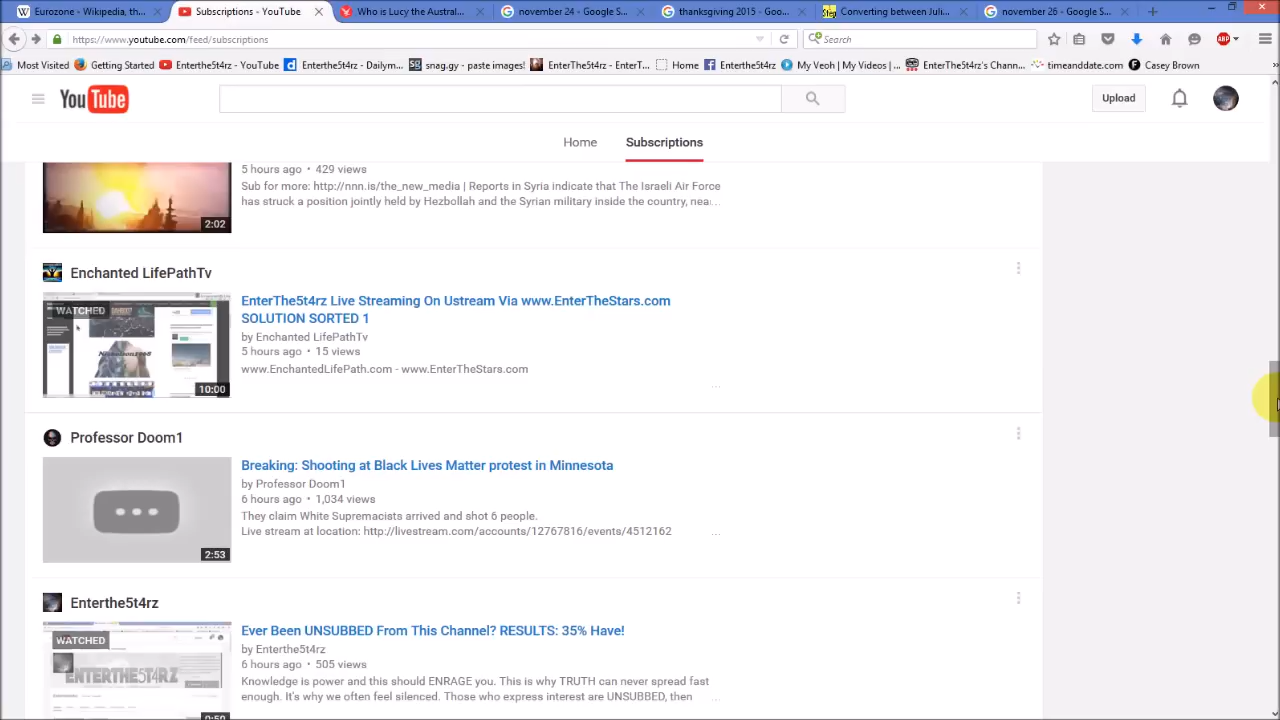 Eurozone - Wikipedia, th...
Subscriptions - YouTube
Who is Lucy the Australo...
november 24 - Google S...
thanksgiving 2015 - Goo...
Conversion between Juli...
november 26 - Google S...
https://www.youtube.com/feed/subscriptions
Search
ABP
Most Visited
Getting Started
Enterthe5t4rz - YouTube
Enterthe5t4rz - Dailym...
sneg.gy - paste images!
EnterThe5t4rz - EnterT...
Home
EnterThe5t4rz
My Veoh | My Videos | ...
EnterThe5t4rz's Chann...
timeanddate.com
Casey Brown
YouTube
Upload
Home
Subscriptions
5 hours ago • 429 views
Sub for more: http://nnn.is/the_new_media | Reports in Syria indicate that The Israeli Air Force
has struck a position jointly held by Hezbollah and the Syrian military inside the country, nea...
2:02
Enchanted LifePathTv
WATCHED
EnterThe5t4rz Live Streaming On Ustream Via www.EnterTheStars.com
SOLUTION SORTED 1
by Enchanted LifePathTv
5 hours ago • 15 views
www.EnchantedLifePath.com - www.EnterTheStars.com
...
10:00
Professor Doom1
Breaking: Shooting at Black Lives Matter protest in Minnesota
by Professor Doom1
6 hours ago • 1,034 views
They claim White Supremacists arrived and shot 6 people.
Live stream at location: http://livestream.com/accounts/12767816/events/4512162
...
2:53
Enterthe5t4rz
WATCHED
ENTERTHE5T4RZ
Ever Been UNSUBBED From This Channel? RESULTS: 35% Have!
by Enterthe5t4rz
6 hours ago • 505 views
Knowledge is power and this should ENRAGE you. This is why TRUTH can never spread fast
enough. It's why we often feel silenced. Those who express interest are UNSUBBED, then
...
0:50